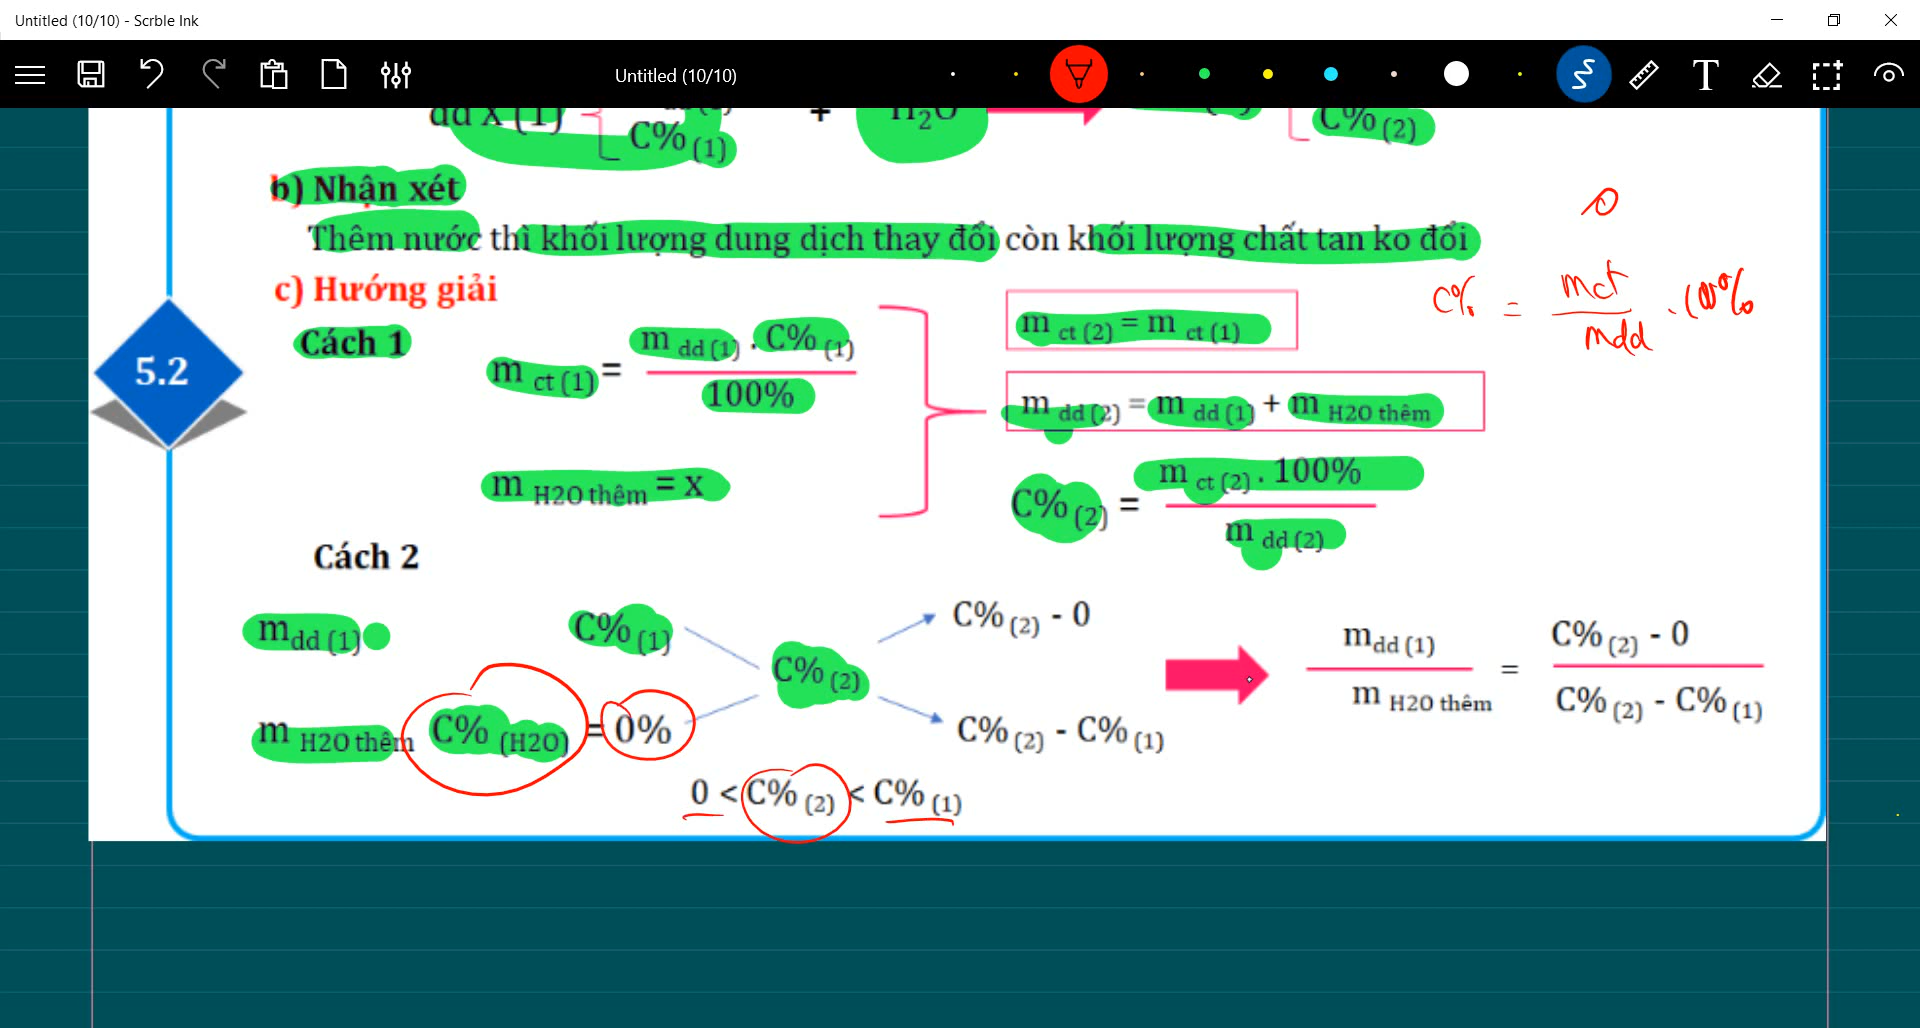 Untitled (10/10) - Scrble Ink
Untitled (10/10)
dd X (1)
C% (1)
+
H2O
C% (2)
b) Nhận xét
Thêm nước thì khối lượng dung dịch thay đổi còn khối lượng chất tan ko đổi
c) Hướng giải
C% = mct / mdd . 100%
Cách 1
m ct (1) = m dd (1) . C% (1) / 100%
m ct (2) = m ct (1)
5.2
m dd (2) = m dd (1) + m H2O thêm
m H2O thêm = x
C% (2) = m ct (2) . 100% / m dd (2)
Cách 2
mdd (1)
C% (1)
C% (2)
C% (2) - 0
mdd (1) / m H2O thêm = C% (2) - 0 / C% (2) - C% (1)
m H2O thêm
C% (H2O) = 0%
C% (2) - C% (1)
0 < C% (2) < C% (1)